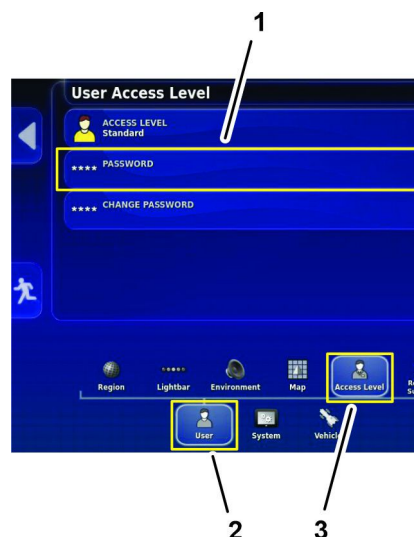 1
User Access Level
ACCESS LEVEL
Standard
**** PASSWORD
**** CHANGE PASSWORD
Region Lightbar Environment Map Access Level
User System Vehicle
2 3